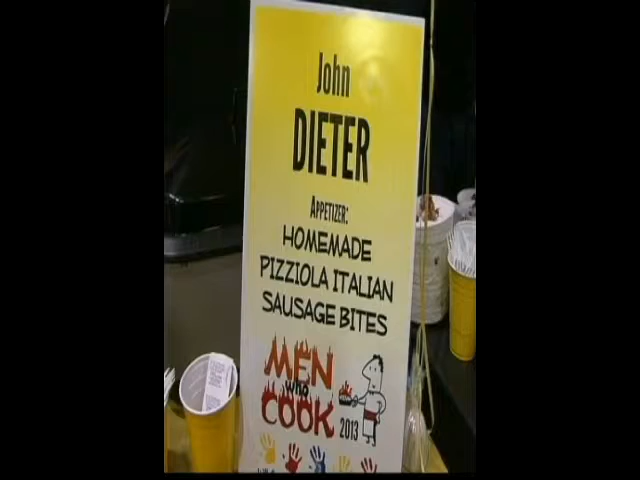 John
DIETER
APPETIZER:
HOMEMADE
PIZZIOLA ITALIAN
SAUSAGE BITES
MEN
WHO
COOK
2013